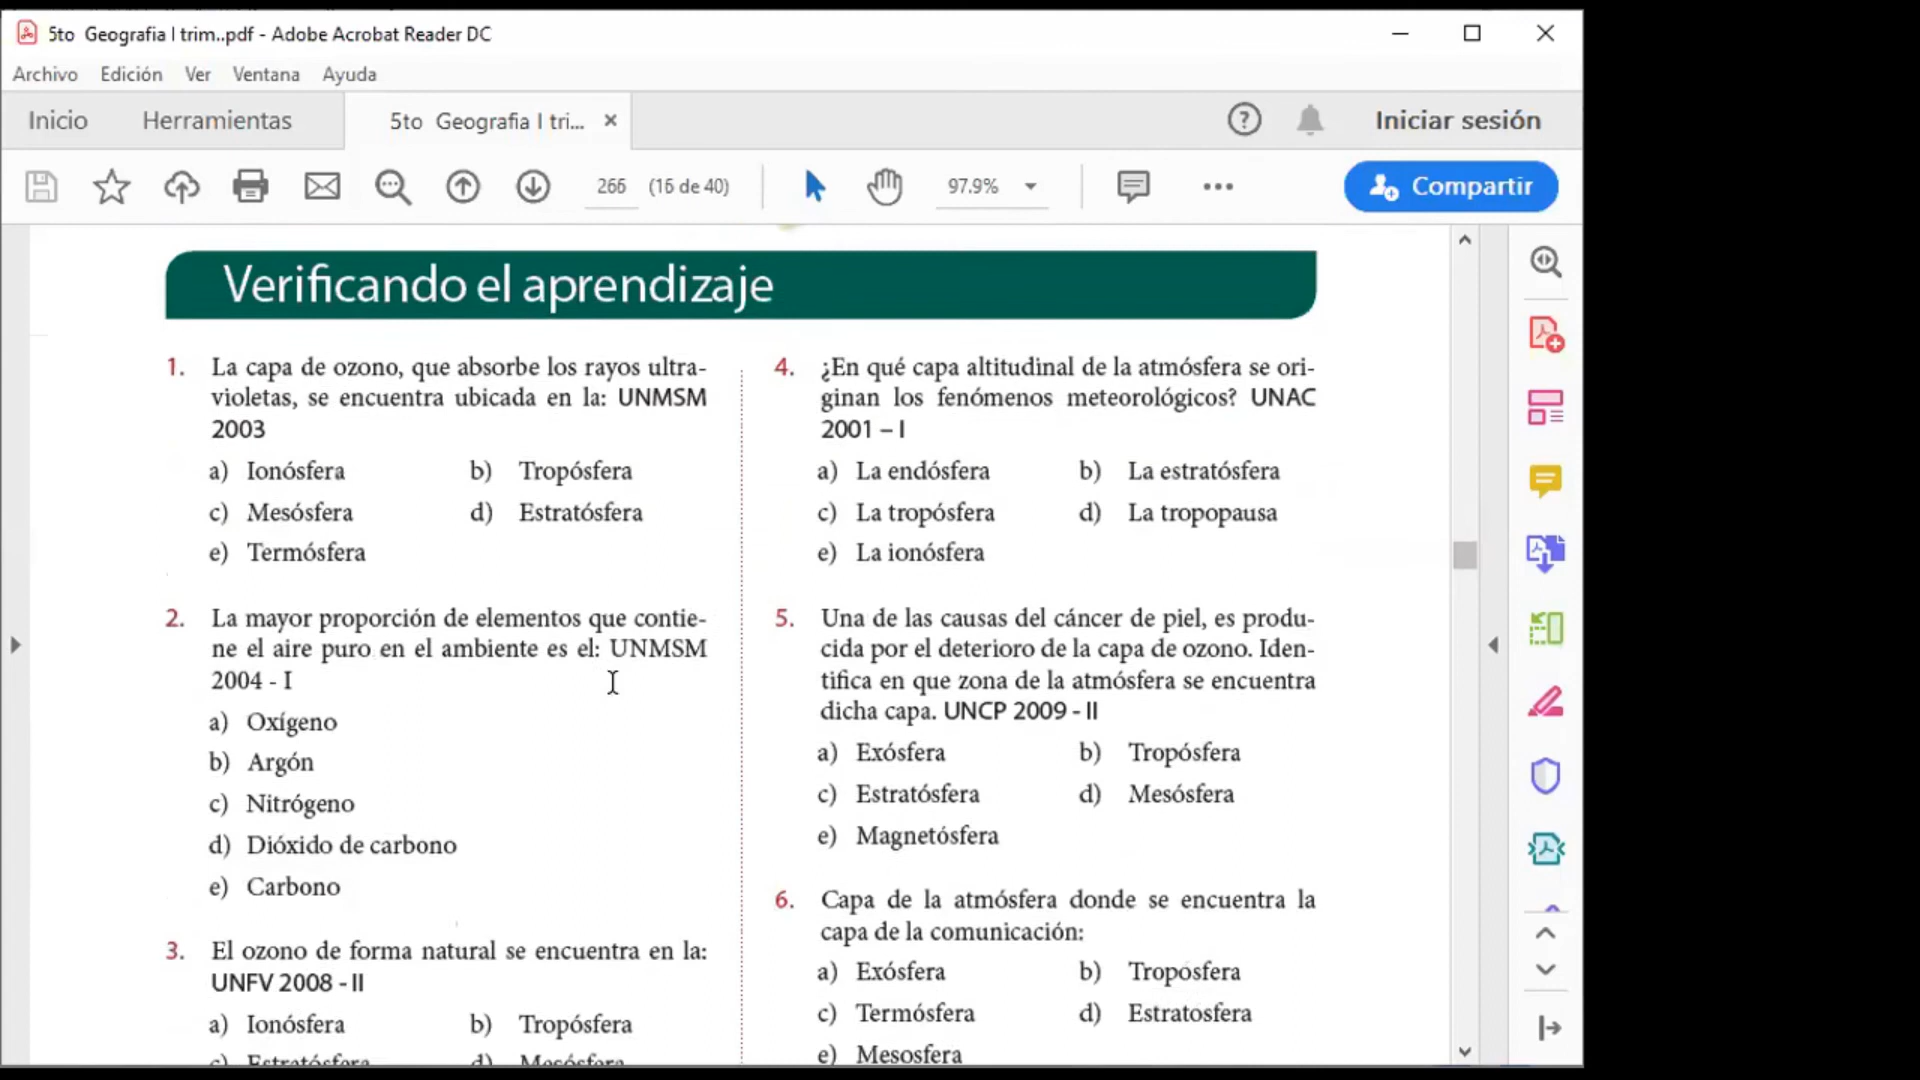 5to Geografia I trim..pdf - Adobe Acrobat Reader DC
Archivo Edición Ver Ventana Ayuda
Inicio Herramientas 5to Geografia I tri... Iniciar sesión
266 (16 de 40) 97.9% Compartir
Verificando el aprendizaje
1. La capa de ozono, que absorbe los rayos ultra-
violetas, se encuentra ubicada en la: UNMSM
2003
a) Ionósfera b) Tropósfera
c) Mesósfera d) Estratósfera
e) Termósfera
2. La mayor proporción de elementos que contie-
ne el aire puro en el ambiente es el: UNMSM
2004 - I
a) Oxígeno
b) Argón
c) Nitrógeno
d) Dióxido de carbono
e) Carbono
3. El ozono de forma natural se encuentra en la:
UNFV 2008 - II
a) Ionósfera b) Tropósfera
c) Estratósfera d) Mesósfera
4. ¿En qué capa altitudinal de la atmósfera se ori-
ginan los fenómenos meteorológicos? UNAC
2001 – I
a) La endósfera b) La estratósfera
c) La tropósfera d) La tropopausa
e) La ionósfera
5. Una de las causas del cáncer de piel, es produ-
cida por el deterioro de la capa de ozono. Iden-
tifica en que zona de la atmósfera se encuentra
dicha capa. UNCP 2009 - II
a) Exósfera b) Tropósfera
c) Estratósfera d) Mesósfera
e) Magnetósfera
6. Capa de la atmósfera donde se encuentra la
capa de la comunicación:
a) Exósfera b) Troposfera
c) Termósfera d) Estratosfera
e) Mesosfera